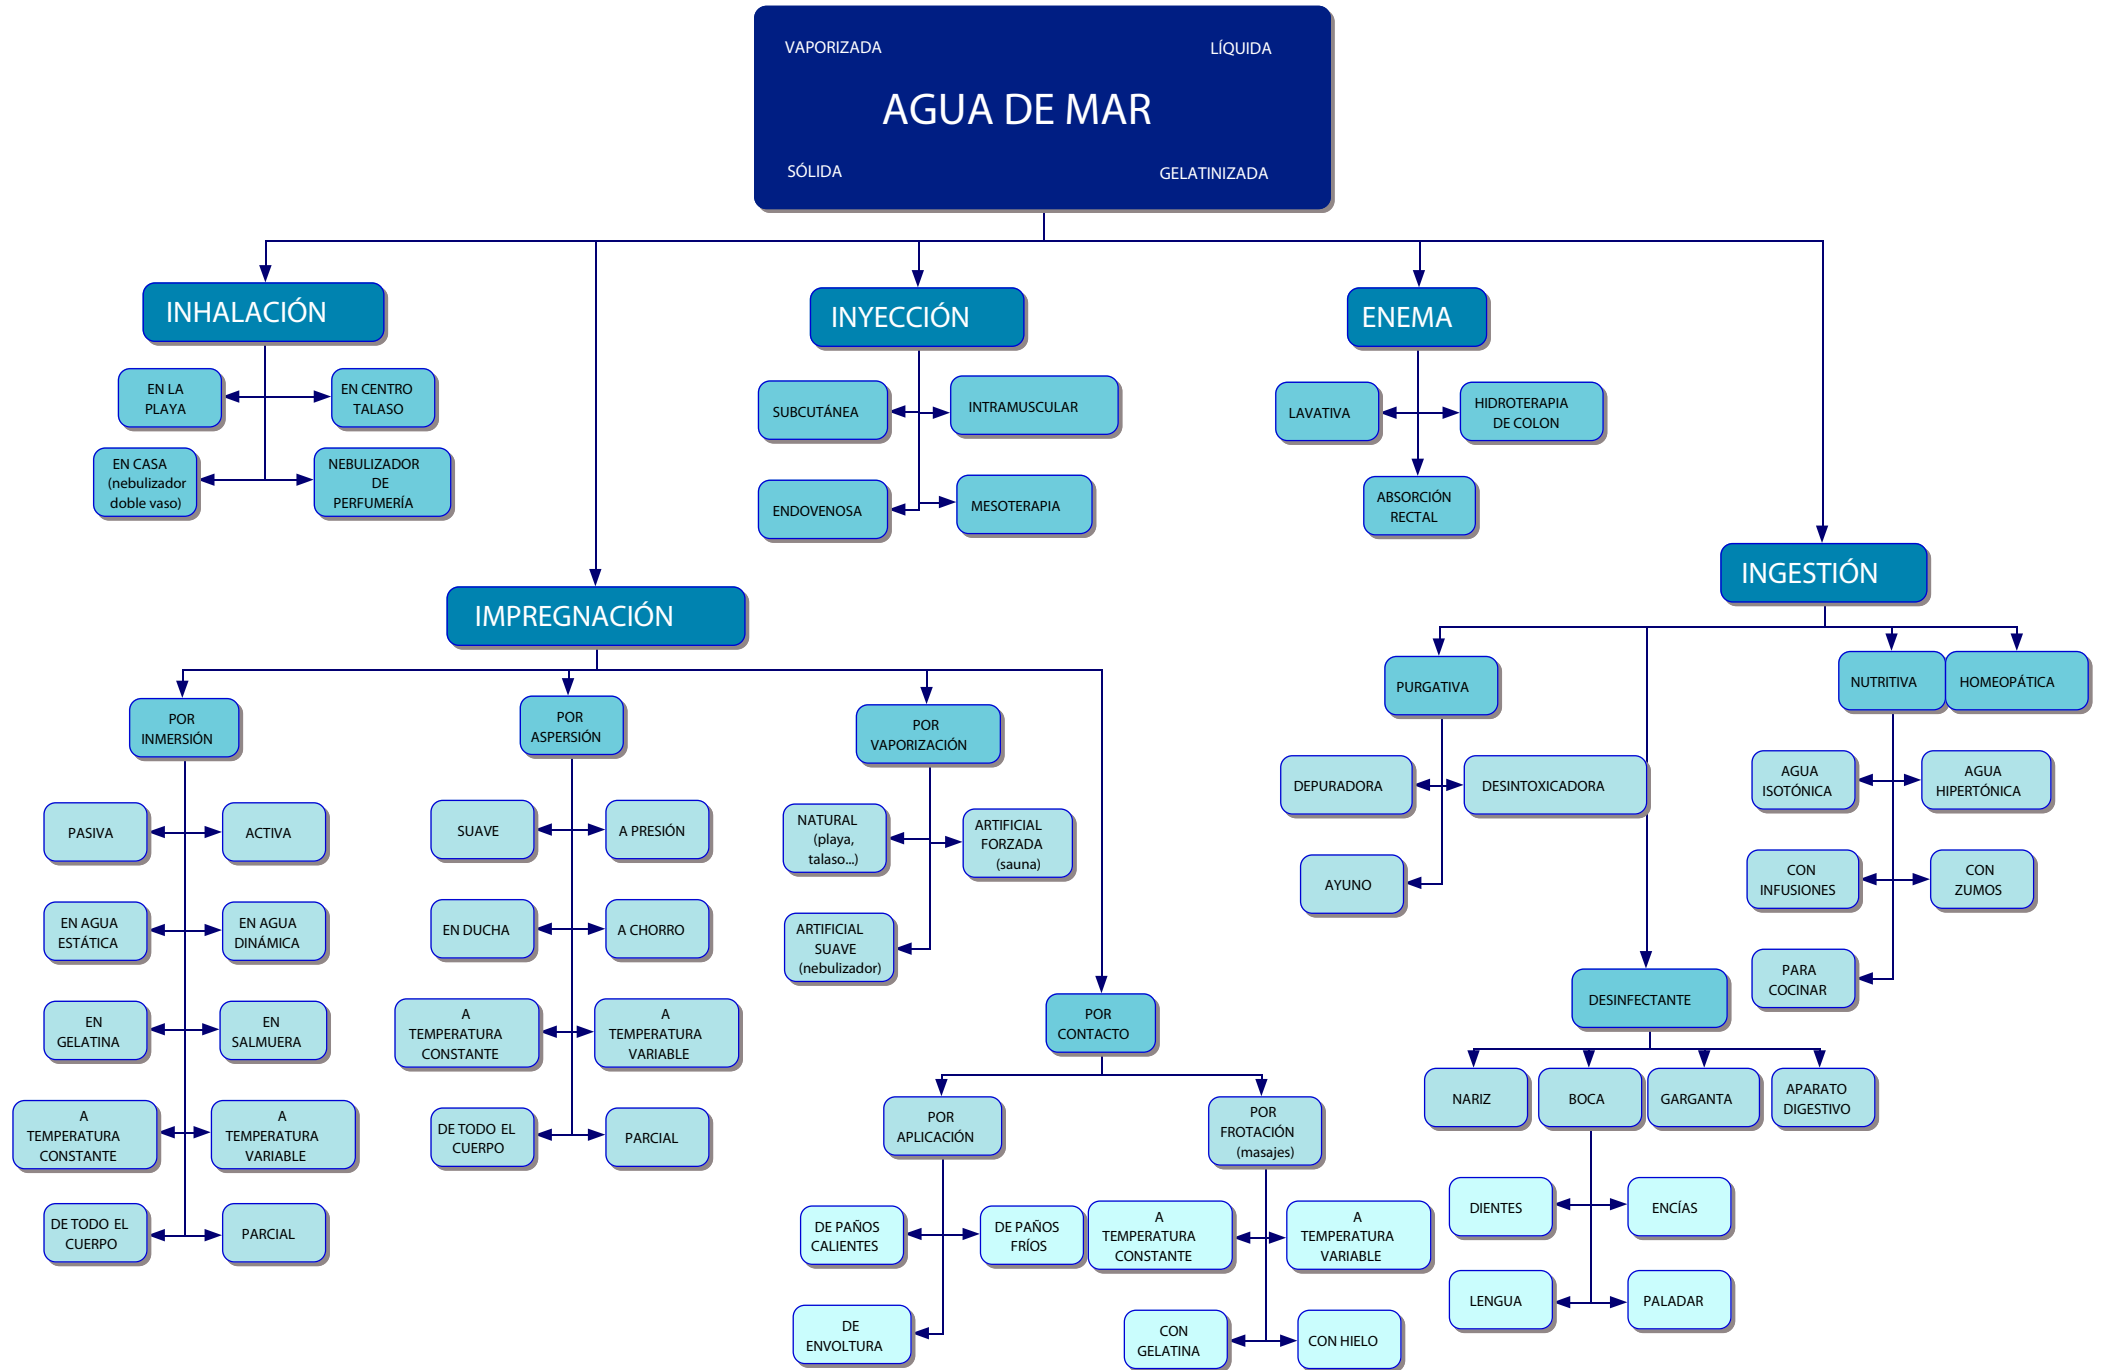 VAPORIZADA
LÍQUIDA
AGUA DE MAR
SÓLIDA
GELATINIZADA
INHALACIÓN
EN LA
PLAYA
EN CENTRO
TALASO
EN CASA
(nebulizador
doble vaso)
NEBULIZADOR
DE
PERFUMERÍA
INYECCIÓN
SUBCUTÁNEA
INTRAMUSCULAR
ENDOVENOSA
MESOTERAPIA
ENEMA
LAVATIVA
HIDROTERAPIA
DE COLON
ABSORCIÓN
RECTAL
IMPREGNACIÓN
POR
INMERSIÓN
PASIVA
ACTIVA
EN AGUA
ESTÁTICA
EN AGUA
DINÁMICA
EN
GELATINA
EN
SALMUERA
A
TEMPERATURA
CONSTANTE
A
TEMPERATURA
VARIABLE
DE TODO EL
CUERPO
PARCIAL
POR
ASPERSIÓN
SUAVE
A PRESIÓN
EN DUCHA
A CHORRO
A
TEMPERATURA
CONSTANTE
A
TEMPERATURA
VARIABLE
DE TODO EL
CUERPO
PARCIAL
POR
VAPORIZACIÓN
NATURAL
(playa,
talaso...)
ARTIFICIAL
FORZADA
(sauna)
ARTIFICIAL
SUAVE
(nebulizador)
POR
CONTACTO
POR
APLICACIÓN
DE PAÑOS
CALIENTES
DE PAÑOS
FRÍOS
DE
ENVOLTURA
POR
FROTACIÓN
(masajes)
A
TEMPERATURA
CONSTANTE
A
TEMPERATURA
VARIABLE
CON
GELATINA
CON HIELO
INGESTIÓN
PURGATIVA
DEPURADORA
DESINTOXICADORA
AYUNO
NUTRITIVA
HOMEOPÁTICA
AGUA
ISOTÓNICA
AGUA
HIPERTÓNICA
CON
INFUSIONES
CON
ZUMOS
PARA
COCINAR
DESINFECTANTE
NARIZ
BOCA
GARGANTA
APARATO
DIGESTIVO
DIENTES
ENCÍAS
LENGUA
PALADAR